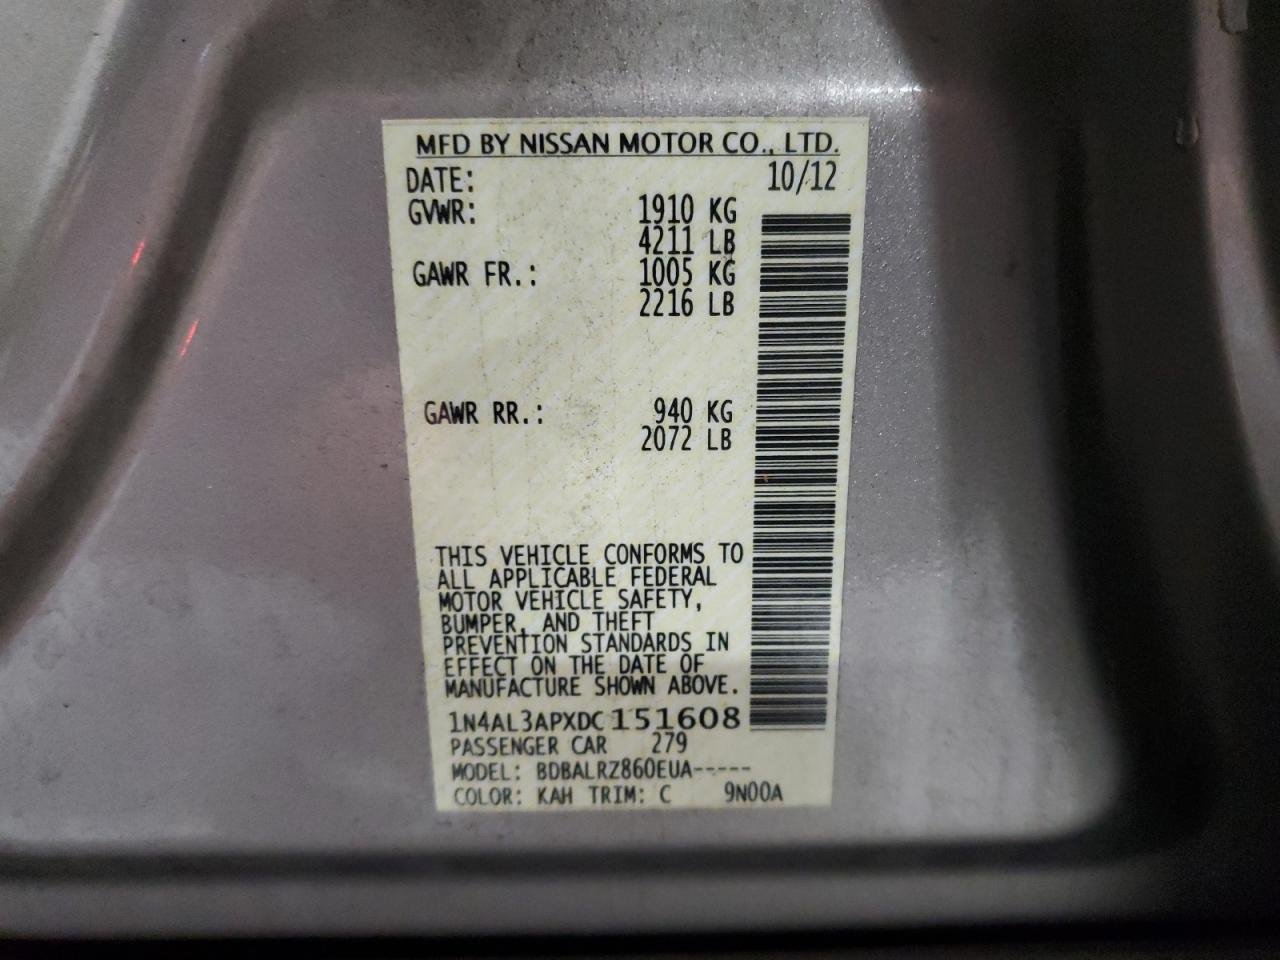 MFD BY NISSAN MOTOR CO., LTD.
DATE: 10/12
GVWR: 1910 KG
4211 LB
GAWR FR.: 1005 KG
2216 LB
GAWR RR.: 940 KG
2072 LB
THIS VEHICLE CONFORMS TO
ALL APPLICABLE FEDERAL
MOTOR VEHICLE SAFETY,
BUMPER, AND THEFT
PREVENTION STANDARDS IN
EFFECT ON THE DATE OF
MANUFACTURE SHOWN ABOVE.
1N4AL3APXDC151608
PASSENGER CAR 279
MODEL: BDBALRZ860EUA-----
COLOR: KAH TRIM: C 9N00A